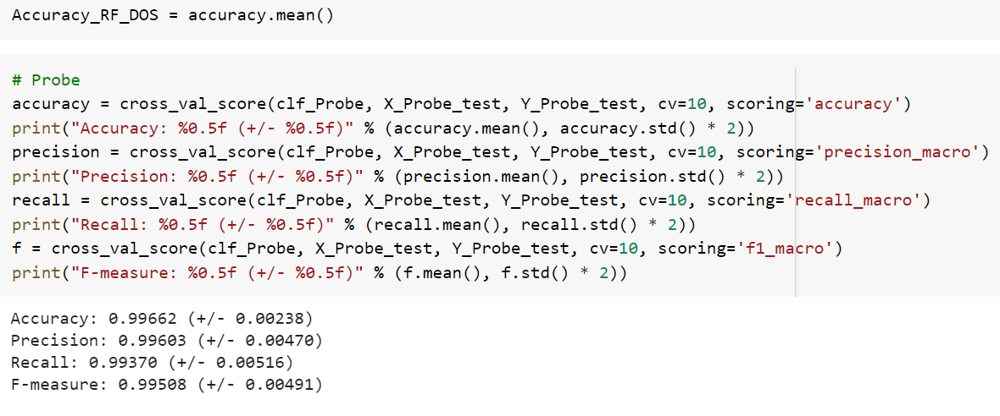 Accuracy_RF_DOS = accuracy.mean()
# Probe
accuracy = cross_val_score(clf_Probe, X_Probe_test, Y_Probe_test, cv=10, scoring='accuracy')
print("Accuracy: %0.5f (+/- %0.5f)" % (accuracy.mean(), accuracy.std() * 2))
precision = cross_val_score(clf_Probe, X_Probe_test, Y_Probe_test, cv=10, scoring='precision_macro')
print("Precision: %0.5f (+/- %0.5f)" % (precision.mean(), precision.std() * 2))
recall = cross_val_score(clf_Probe, X_Probe_test, Y_Probe_test, cv=10, scoring='recall_macro')
print("Recall: %0.5f (+/- %0.5f)" % (recall.mean(), recall.std() * 2))
f = cross_val_score(clf_Probe, X_Probe_test, Y_Probe_test, cv=10, scoring='f1_macro')
print("F-measure: %0.5f (+/- %0.5f)" % (f.mean(), f.std() * 2))
Accuracy: 0.99662 (+/- 0.00238)
Precision: 0.99603 (+/- 0.00470)
Recall: 0.99370 (+/- 0.00516)
F-measure: 0.99508 (+/- 0.00491)